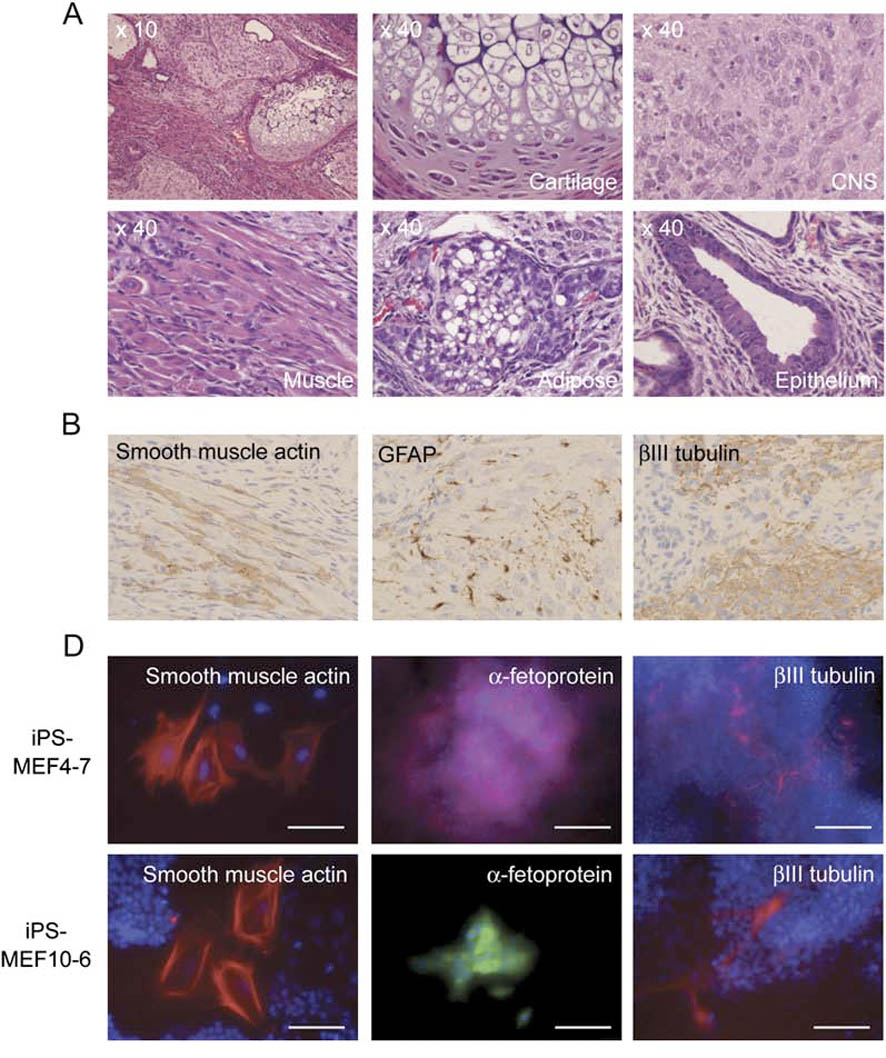 A
x 10
x 40
Cartilage
x 40
CNS
x 40
Muscle
x 40
Adipose
x 40
Epithelium
B
Smooth muscle actin
GFAP
βIII tubulin
D
iPS-
MEF4-7
Smooth muscle actin
α-fetoprotein
βIII tubulin
iPS-
MEF10-6
Smooth muscle actin
α-fetoprotein
βIII tubulin